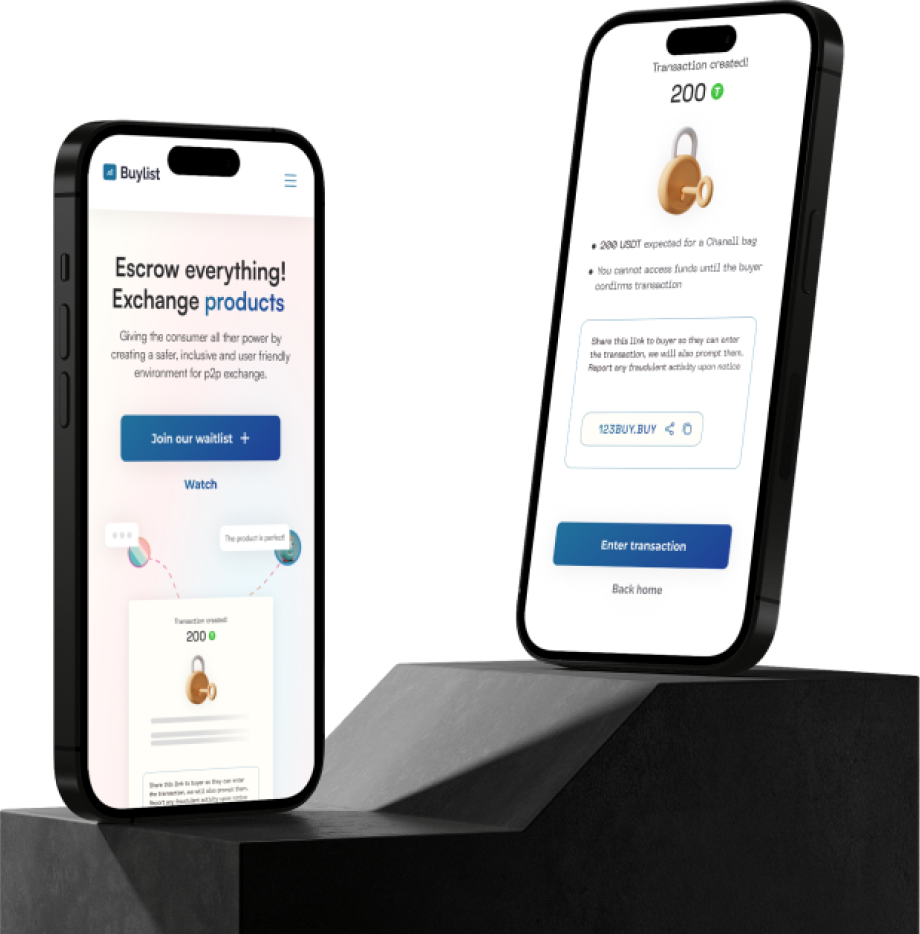 Buylist
Escrow everything!
Exchange products
Giving the consumer all ther power by
creating a safer, inclusive and user friendly
environment for p2p exchange.
Join our waitlist +
Watch
The product is perfect!
Transaction created!
200
Share this link to buyer so they can enter
the transaction, we will also prompt them.
Report any fraudulent activity upon notice
Transaction created!
200
• 200 USDT expected for a Chanell bag
• You cannot access funds until the buyer
confirms transaction
Share this link to buyer so they can enter
the transaction, we will also prompt them.
Report any fraudulent activity upon notice
123BUY.BUY
Enter transaction
Back home